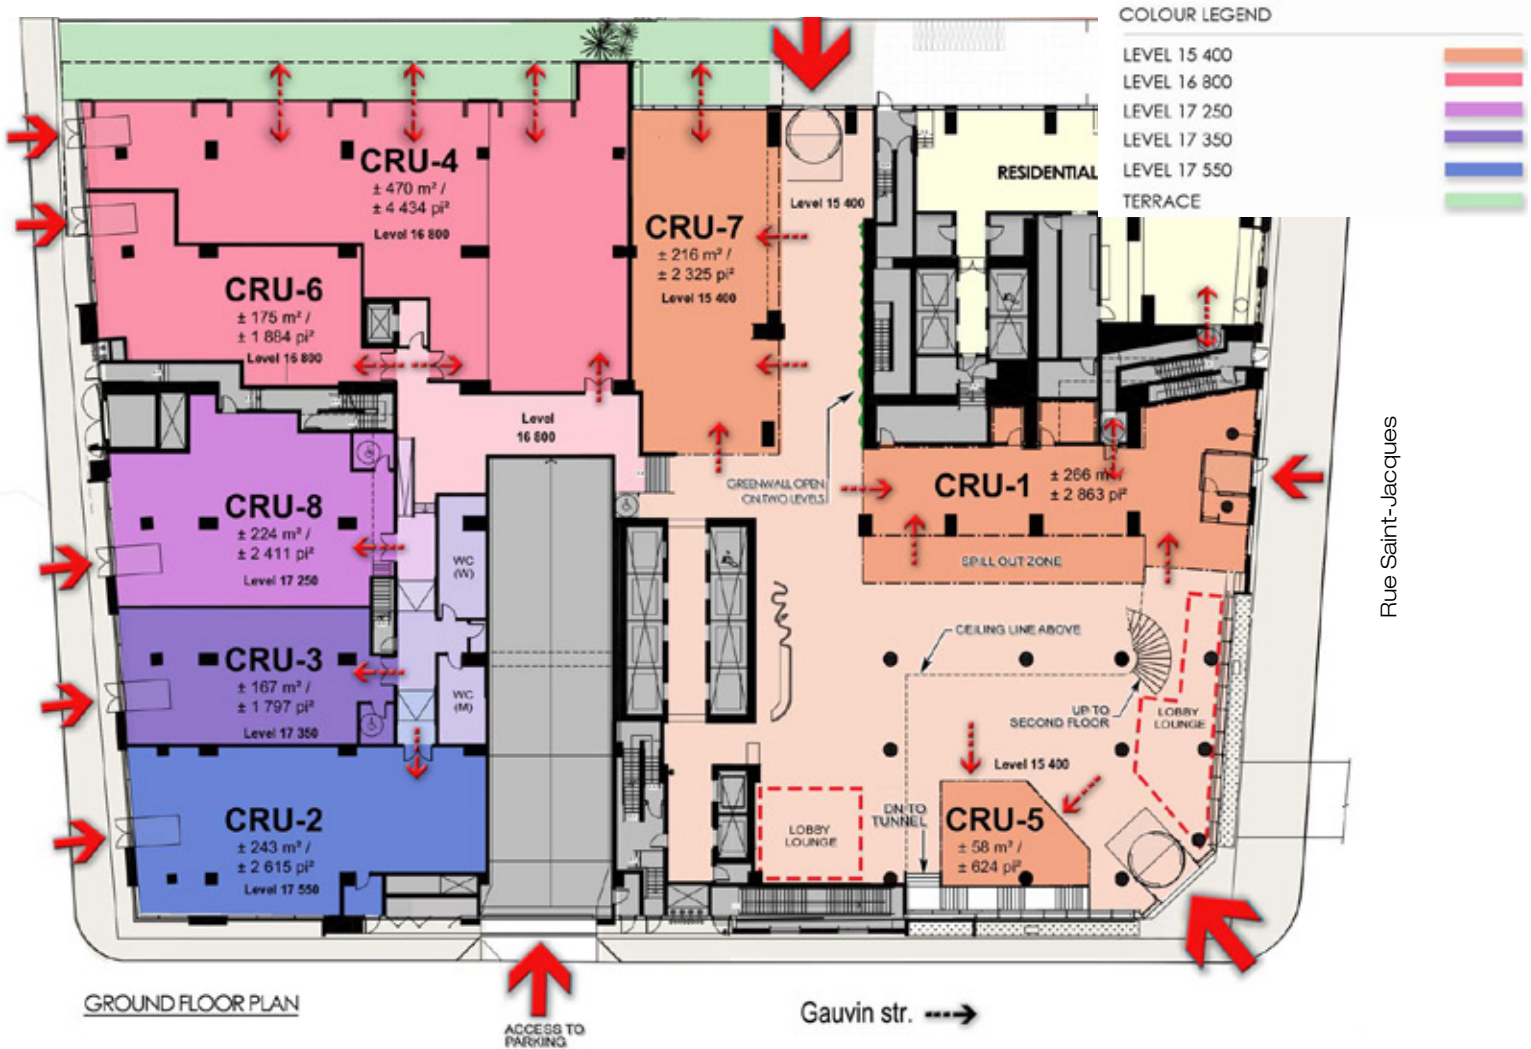 COLOUR LEGEND
LEVEL 15 400
LEVEL 16 800
LEVEL 17 250
LEVEL 17 350
LEVEL 17 550
TERRACE
CRU-4
± 470 m² /
± 4 434 pi²
Level 16 800
CRU-7
± 216 m² /
± 2 325 pi²
Level 15 400
Level 15 400
RESIDENTIAL
CRU-6
± 175 m² /
± 1 884 pi²
Level 16 800
Level
16 800
GREENWALL OPEN
ON TWO LEVELS
CRU-1
± 266 m² /
± 2 863 pi²
SPILL OUT ZONE
CRU-8
± 224 m² /
± 2 411 pi²
Level 17 250
WC
(W)
CRU-3
± 167 m² /
± 1 797 pi²
Level 17 350
WC
(M)
CEILING LINE ABOVE
UP TO
SECOND FLOOR
LOBBY
LOUNGE
Level 15 400
CRU-2
± 243 m² /
± 2 615 pi²
Level 17 550
LOBBY
LOUNGE
DN TO
TUNNEL
CRU-5
± 58 m² /
± 624 pi²
Rue Saint-Jacques
GROUND FLOOR PLAN
ACCESS TO
PARKING
Gauvin str.